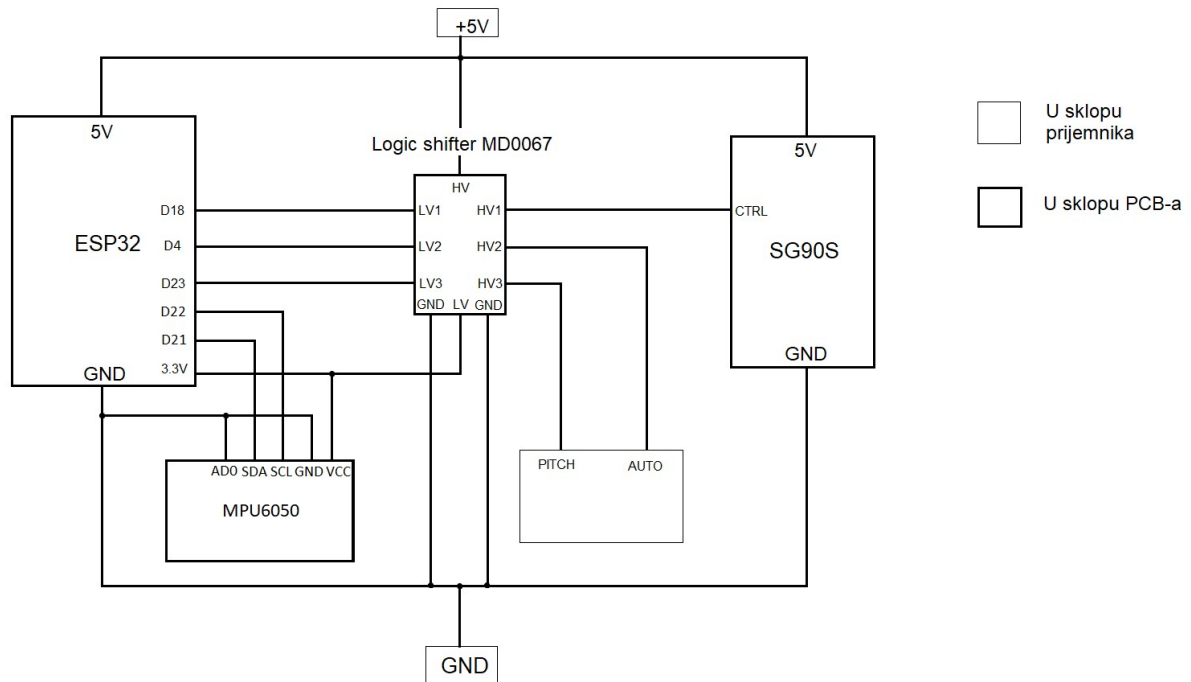 +5V
5V
Logic shifter MD0067
HV
U sklopu
prijemnika
5V
D18
LV1
HV1
CTRL
U sklopu PCB-a
ESP32
D4
LV2
HV2
SG90S
D23
LV3
HV3
D22
GND
LV
GND
D21
3.3V
GND
GND
AD0 SDA SCL GND VCC
PITCH
AUTO
MPU6050
GND